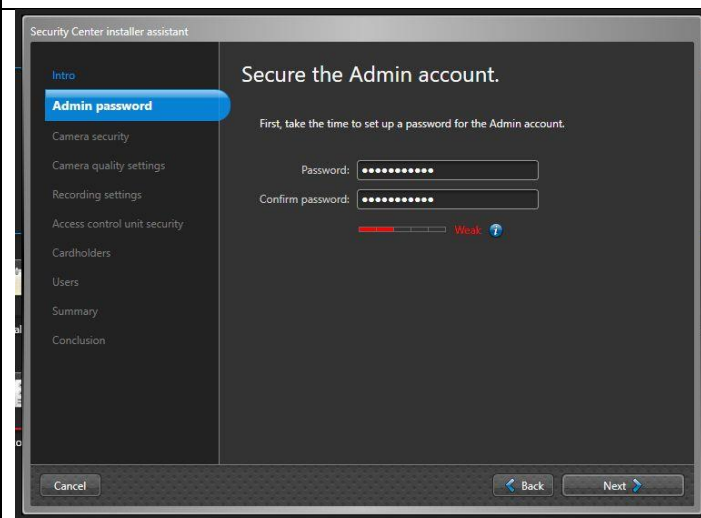 Security Center installer assistant
Intro
Admin password
Camera security
Camera quality settings
Recording settings
Access control unit security
Cardholders
Users
Summary
Conclusion
Secure the Admin account.
First, take the time to set up a password for the Admin account.
Password: •••••••••••
Confirm password: •••••••••••
Weak
Cancel
Back
Next